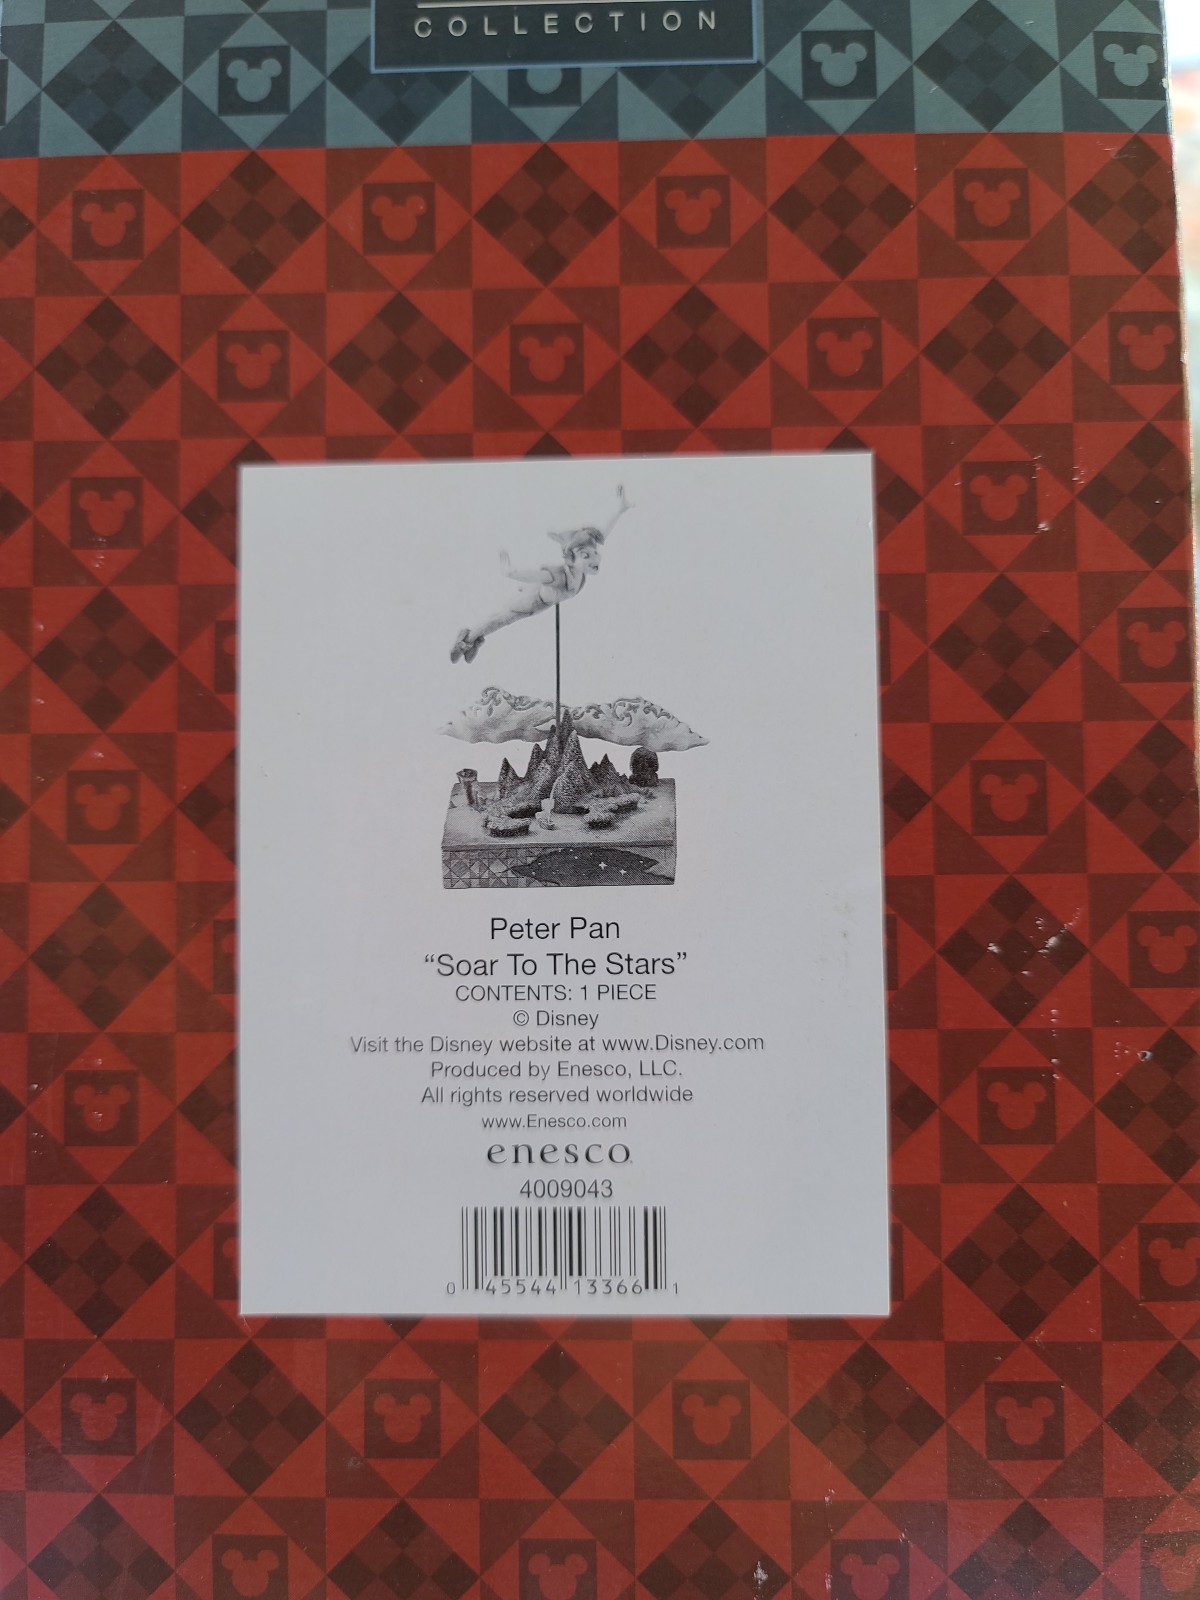 COLLECTION
Peter Pan
“Soar To The Stars”
CONTENTS: 1 PIECE
© Disney
Visit the Disney website at www.Disney.com
Produced by Enesco, LLC.
All rights reserved worldwide
www.Enesco.com
enesco.
4009043
0 45544 13366 1